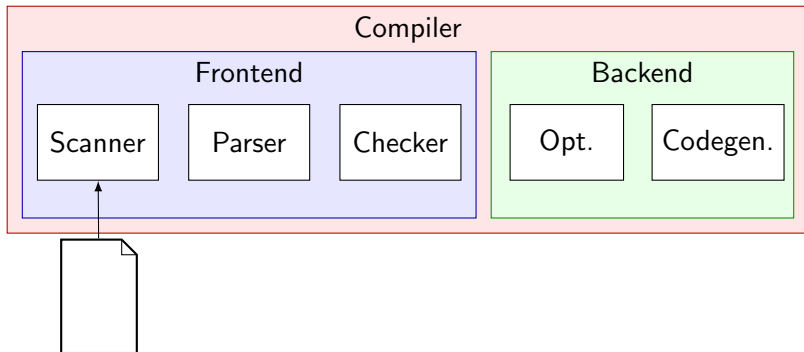 Compiler
Frontend
Backend
Scanner
Parser
Checker
Opt.
Codegen.